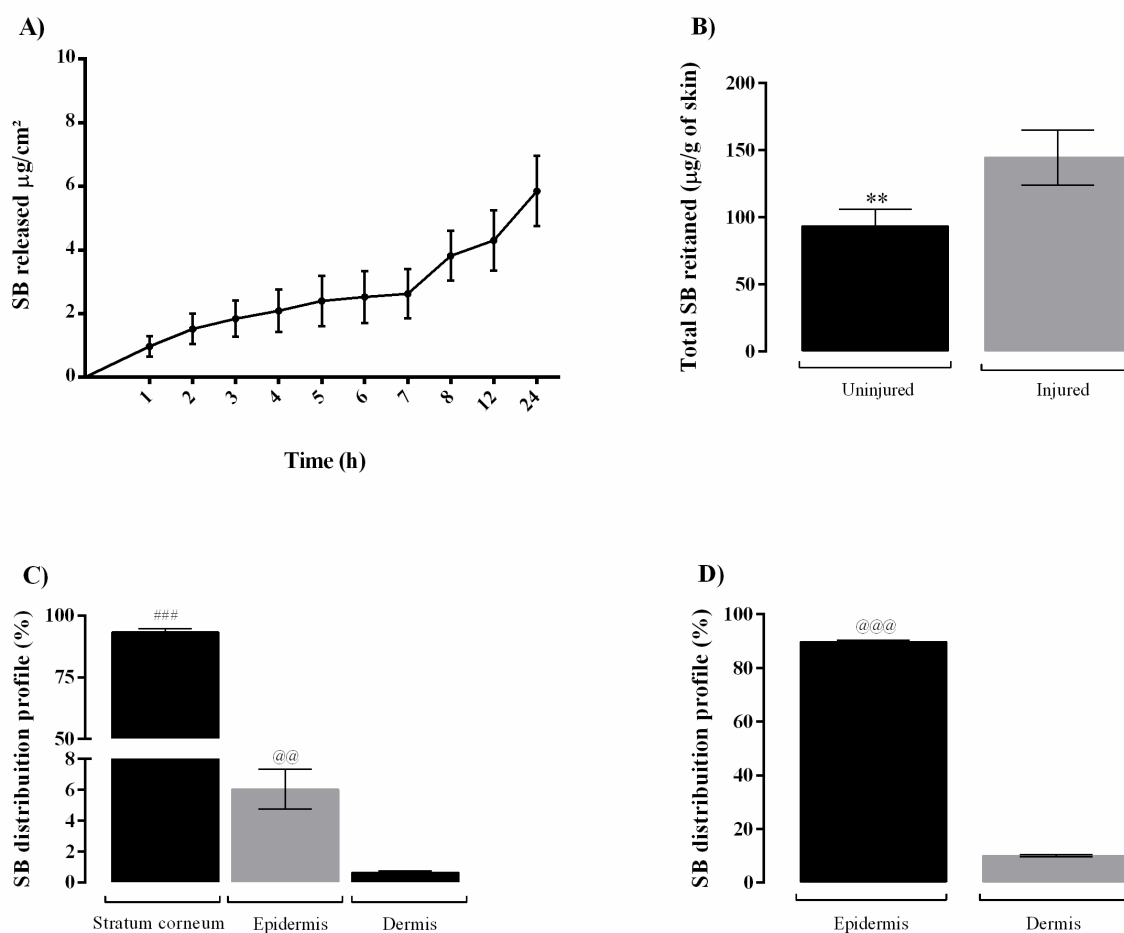 A)
SB released µg/cm²
10
8
6
4
2
0
1 2 3 4 5 6 7 8 12 24
Time (h)
B)
Total SB reitaned (µg/g of skin)
200
150
100
50
0
**
Uninjured Injured
C)
SB distribuition profile (%)
100
75
50
8
6
4
2
0
###
@@
Stratum corneum Epidermis Dermis
D)
SB distribuition profile (%)
100
80
60
40
20
0
@@@
Epidermis Dermis